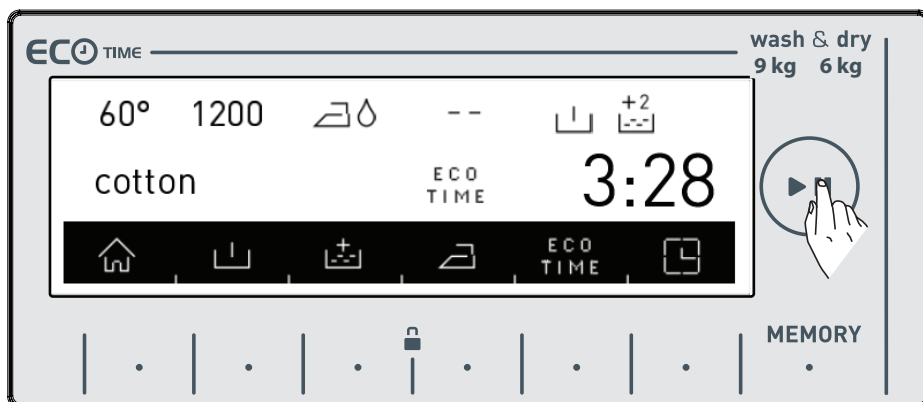 ECO TIME
wash & dry
9 kg 6 kg
60° 1200 -- +2
cotton ECO TIME 3:28
+ ECO TIME
MEMORY